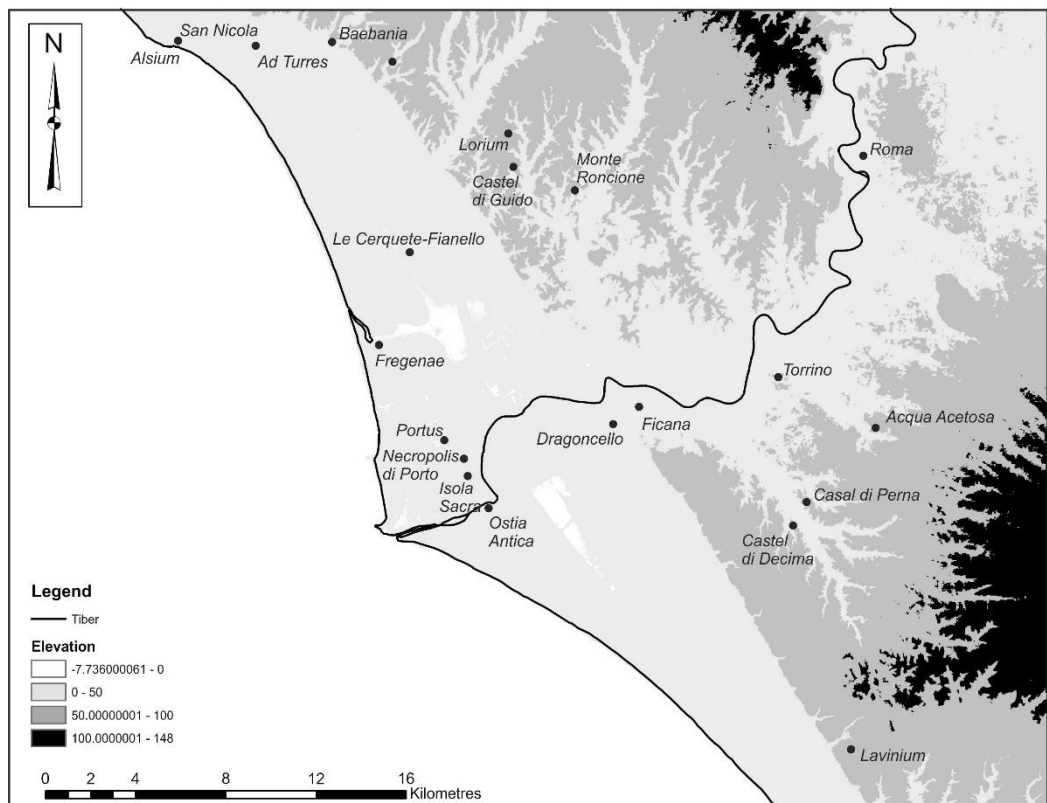 N
San Nicola
Baebania
Alsium
Ad Turres
Lorium
Roma
Monte
Roncione
Castel
di Guido
Le Cerquete-Fianello
Fregenae
Torrino
Portus
Ficana
Acqua Acetosa
Dragoncello
Necropolis
di Porto
Isola
Sacra
Casal di Perna
Ostia
Antica
Castel
di Decima
Lavinium
Legend
Tiber
Elevation
-7.736000061 - 0
0 - 50
50.00000001 - 100
100.0000001 - 148
0 2 4 8 12 16
Kilometres